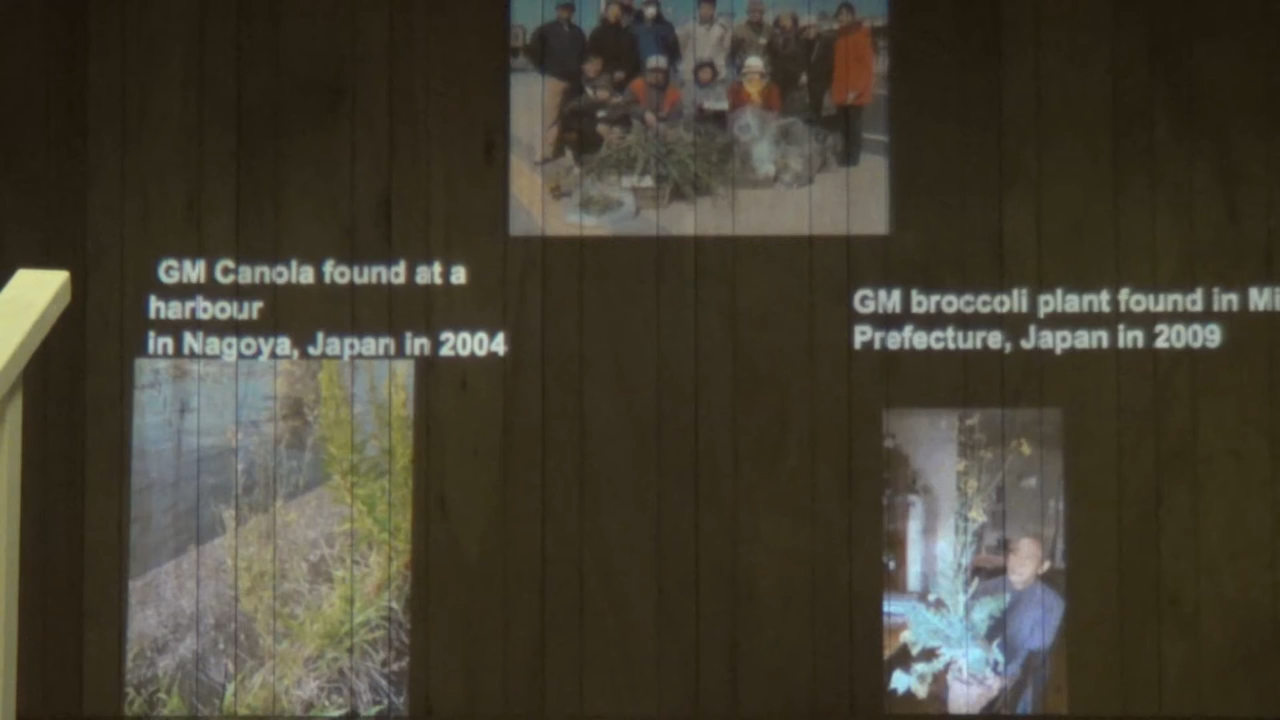 GM Canola found at a
harbour
in Nagoya, Japan in 2004
GM broccoli plant found in Mi
Prefecture, Japan in 2009